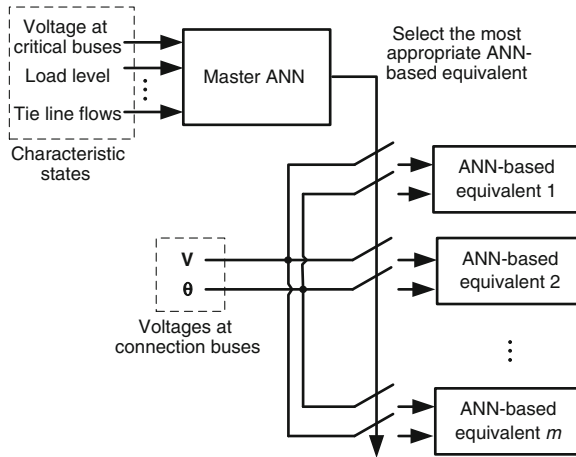 Voltage at
critical buses
Load level
Tie line flows
Characteristic
states
Master ANN
Select the most
appropriate ANN-
based equivalent
ANN-based
equivalent 1
V
θ
Voltages at
connection buses
ANN-based
equivalent 2
ANN-based
equivalent m